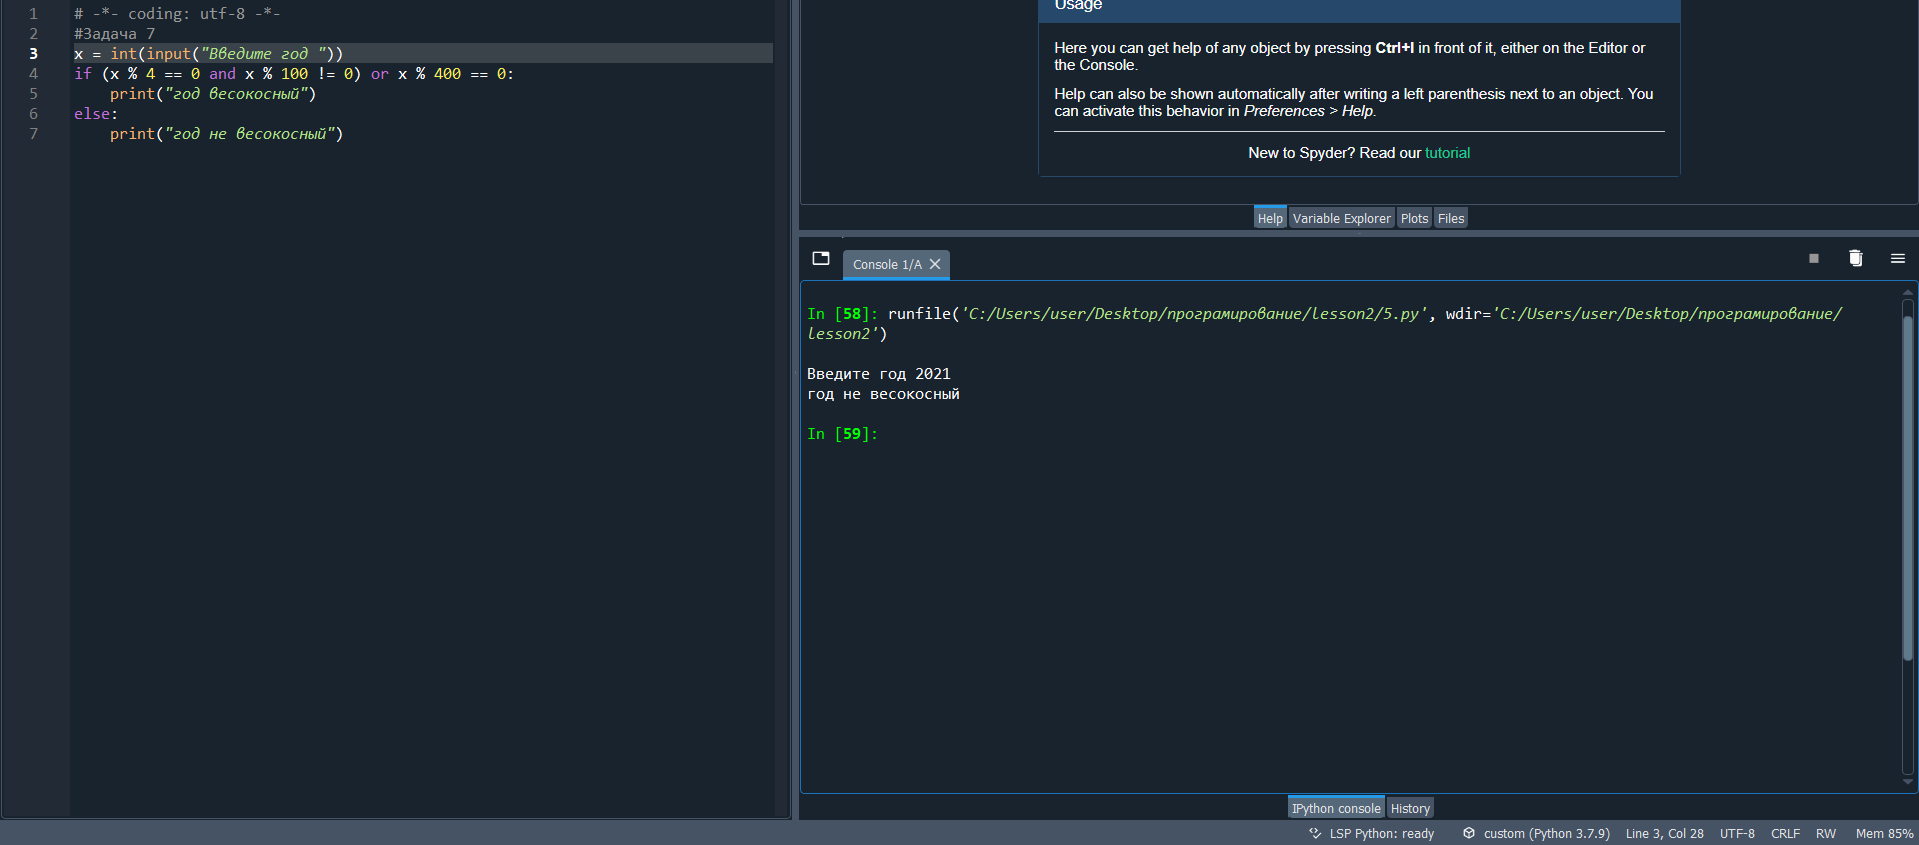 1 # -*- coding: utf-8 -*-
2 #Задача 7
3 x = int(input("Введите год "))
4 if (x % 4 == 0 and x % 100 != 0) or x % 400 == 0:
5     print("год весокосный")
6 else:
7     print("год не весокосный")
Usage
Here you can get help of any object by pressing Ctrl+I in front of it, either on the Editor or
the Console.
Help can also be shown automatically after writing a left parenthesis next to an object. You
can activate this behavior in Preferences > Help.
New to Spyder? Read our tutorial
Help Variable Explorer Plots Files
Console 1/A
In [58]: runfile('C:/Users/user/Desktop/програмирование/lesson2/5.py', wdir='C:/Users/user/Desktop/програмирование/
lesson2')
Введите год 2021
год не весокосный
In [59]:
IPython console History
LSP Python: ready custom (Python 3.7.9) Line 3, Col 28 UTF-8 CRLF RW Mem 85%